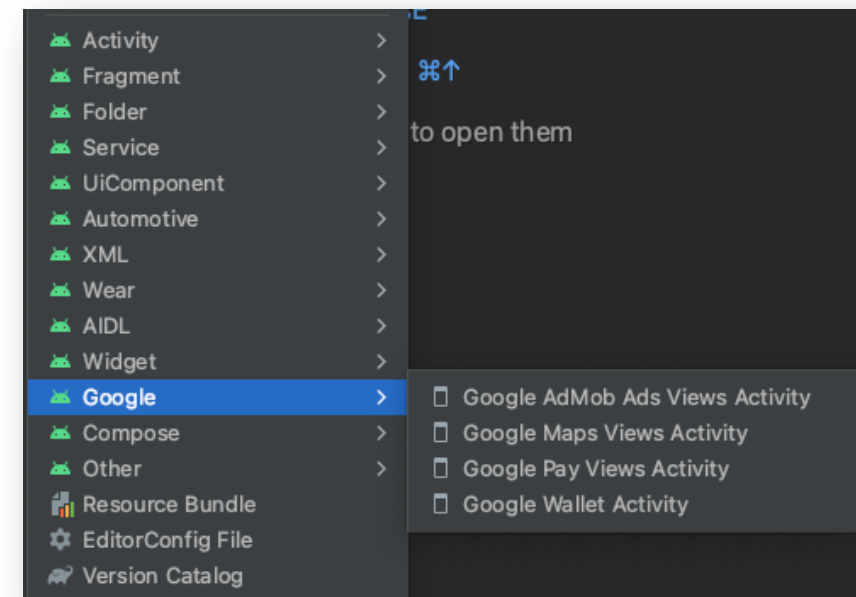 Activity
⌘↑
Fragment
Folder
to open them
Service
UiComponent
Automotive
XML
Wear
AIDL
Widget
Google
Google AdMob Ads Views Activity
Compose
Google Maps Views Activity
Other
Google Pay Views Activity
Resource Bundle
Google Wallet Activity
EditorConfig File
Version Catalog